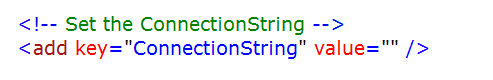 <!-- Set the ConnectionString -->
<add key="ConnectionString" value="" />